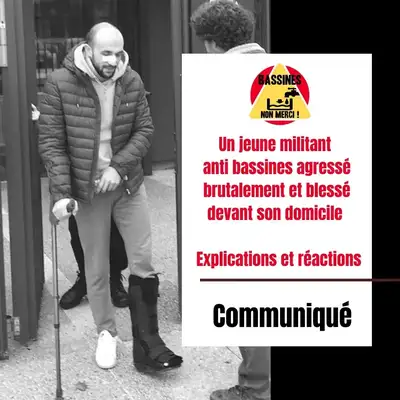 BASSINES
NON MERCI !
Un jeune militant
anti bassines agressé
brutalement et blessé
devant son domicile
Explications et réactions
Communiqué